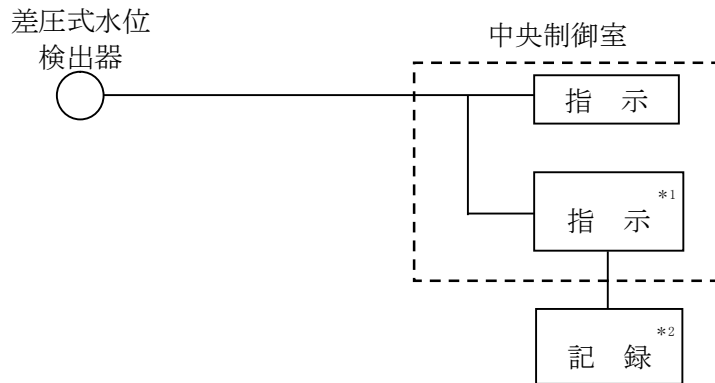 差圧式水位
検出器
中央制御室
指 示
指 示 *1
記 録 *2